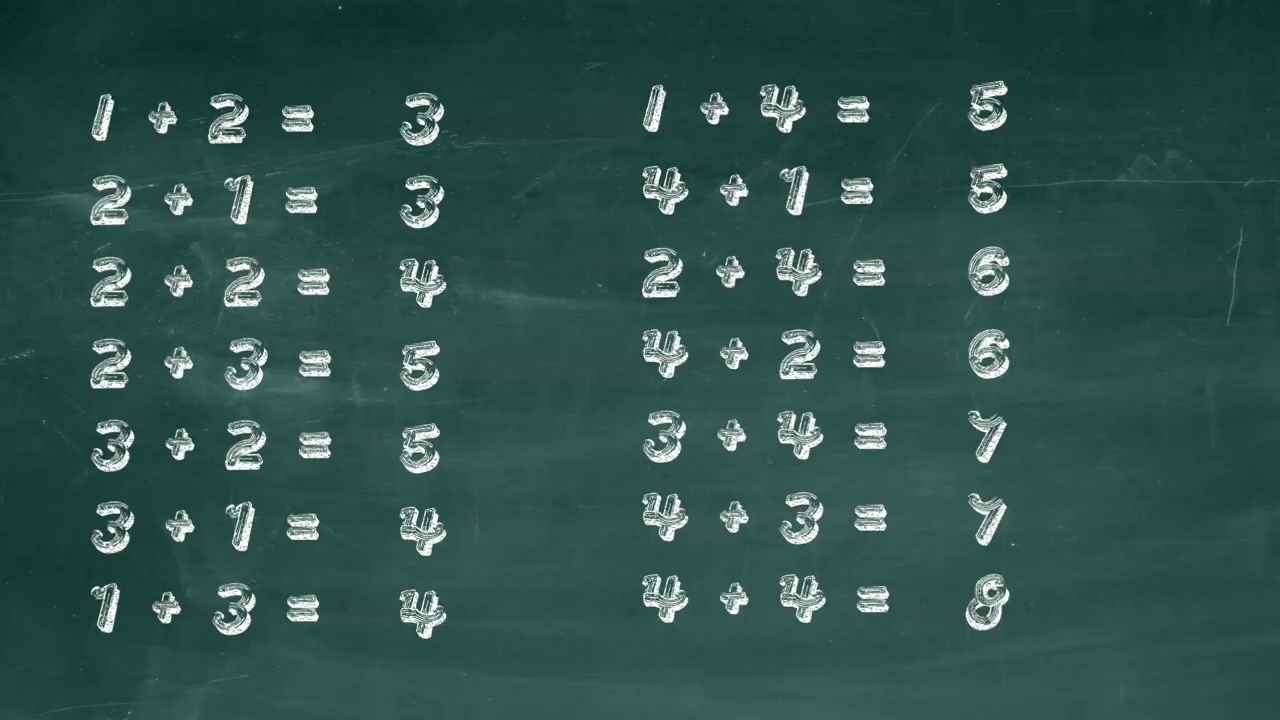 1 + 2 = 3
2 + 1 = 3
2 + 2 = 4
2 + 3 = 5
3 + 2 = 5
3 + 1 = 4
1 + 3 = 4
1 + 4 = 5
4 + 1 = 5
2 + 4 = 6
4 + 2 = 6
3 + 4 = 7
4 + 3 = 7
4 + 4 = 8